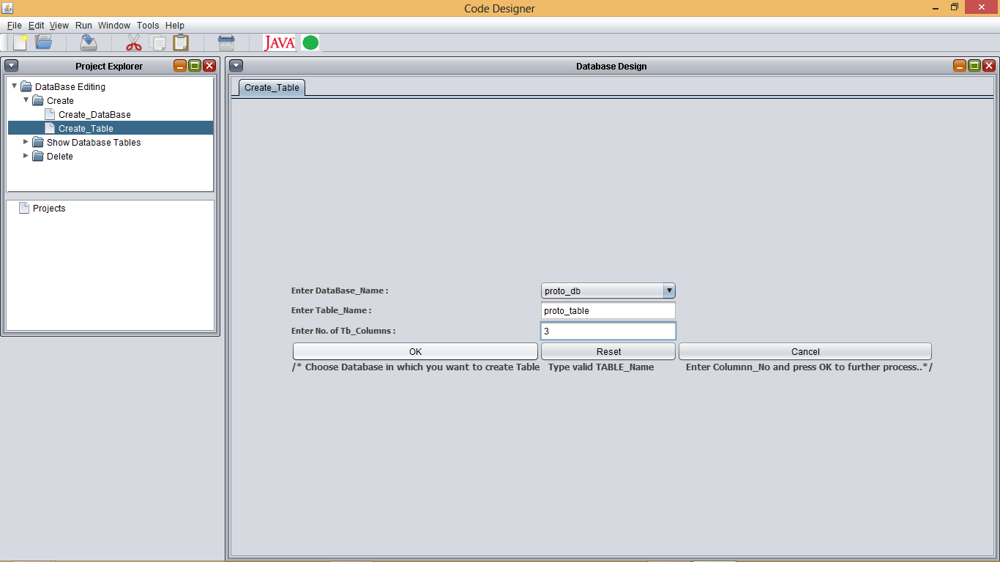 Code Designer
File Edit View Run Window Tools Help
JAVA
Project Explorer
DataBase Editing
Create
Create_DataBase
Create_Table
Show Database Tables
Delete
Projects
Database Design
Create_Table
Enter DataBase_Name : proto_db
Enter Table_Name : proto_table
Enter No. of Tb_Columns : 3
OK Reset Cancel
/* Choose Database in which you want to create Table Type valid TABLE_Name Enter Columnn_No and press OK to further process..*/